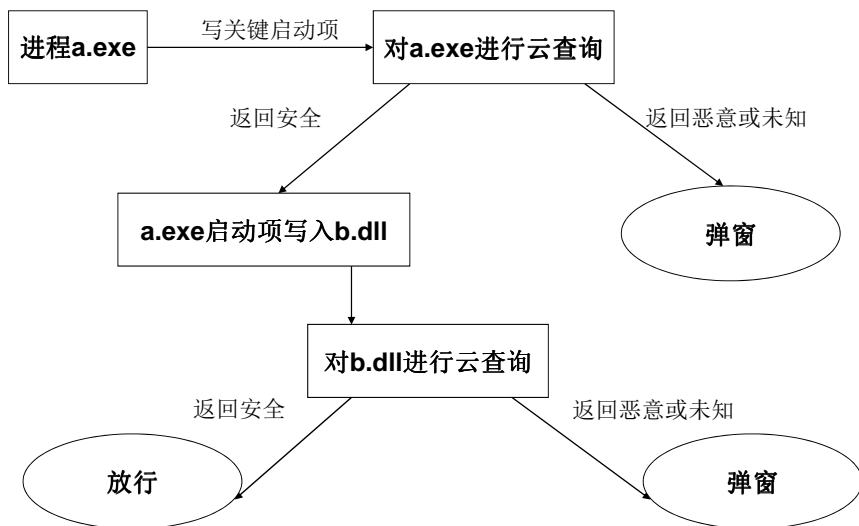 进程a.exe
写关键启动项
对a.exe进行云查询
返回安全
返回恶意或未知
a.exe启动项写入b.dll
弹窗
对b.dll进行云查询
返回安全
返回恶意或未知
放行
弹窗